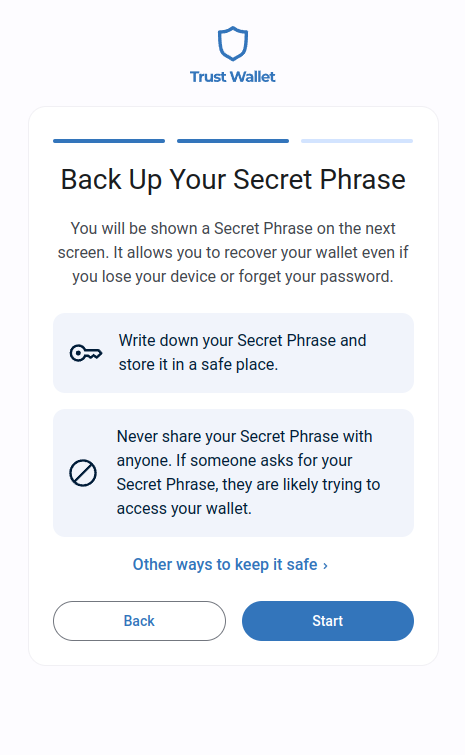 Trust Wallet
Back Up Your Secret Phrase
You will be shown a Secret Phrase on the next
screen. It allows you to recover your wallet even if
you lose your device or forget your password.
Write down your Secret Phrase and
store it in a safe place.
Never share your Secret Phrase with
anyone. If someone asks for your
Secret Phrase, they are likely trying to
access your wallet.
Other ways to keep it safe ›
Back
Start